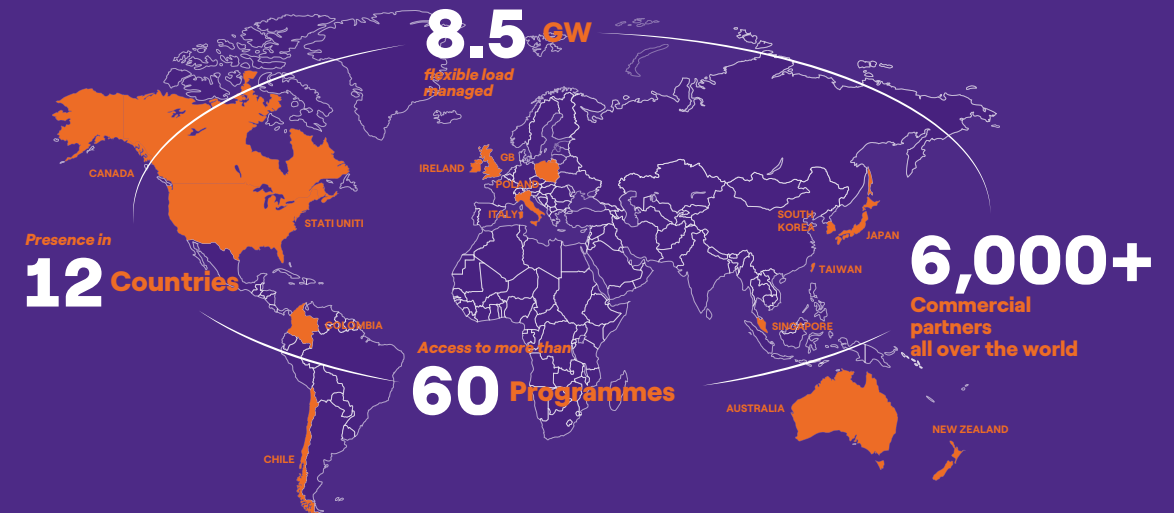 8.5 GW
flexible load
managed
CANADA
IRELAND
GB
POLAND
ITALY
STATI UNITI
SOUTH
KOREA
JAPAN
TAIWAN
Presence in
12 Countries
6,000+
Commercial
partners
all over the world
COLOMBIA
SINGAPORE
Access to more than
60 Programmes
AUSTRALIA
NEW ZEALAND
CHILE